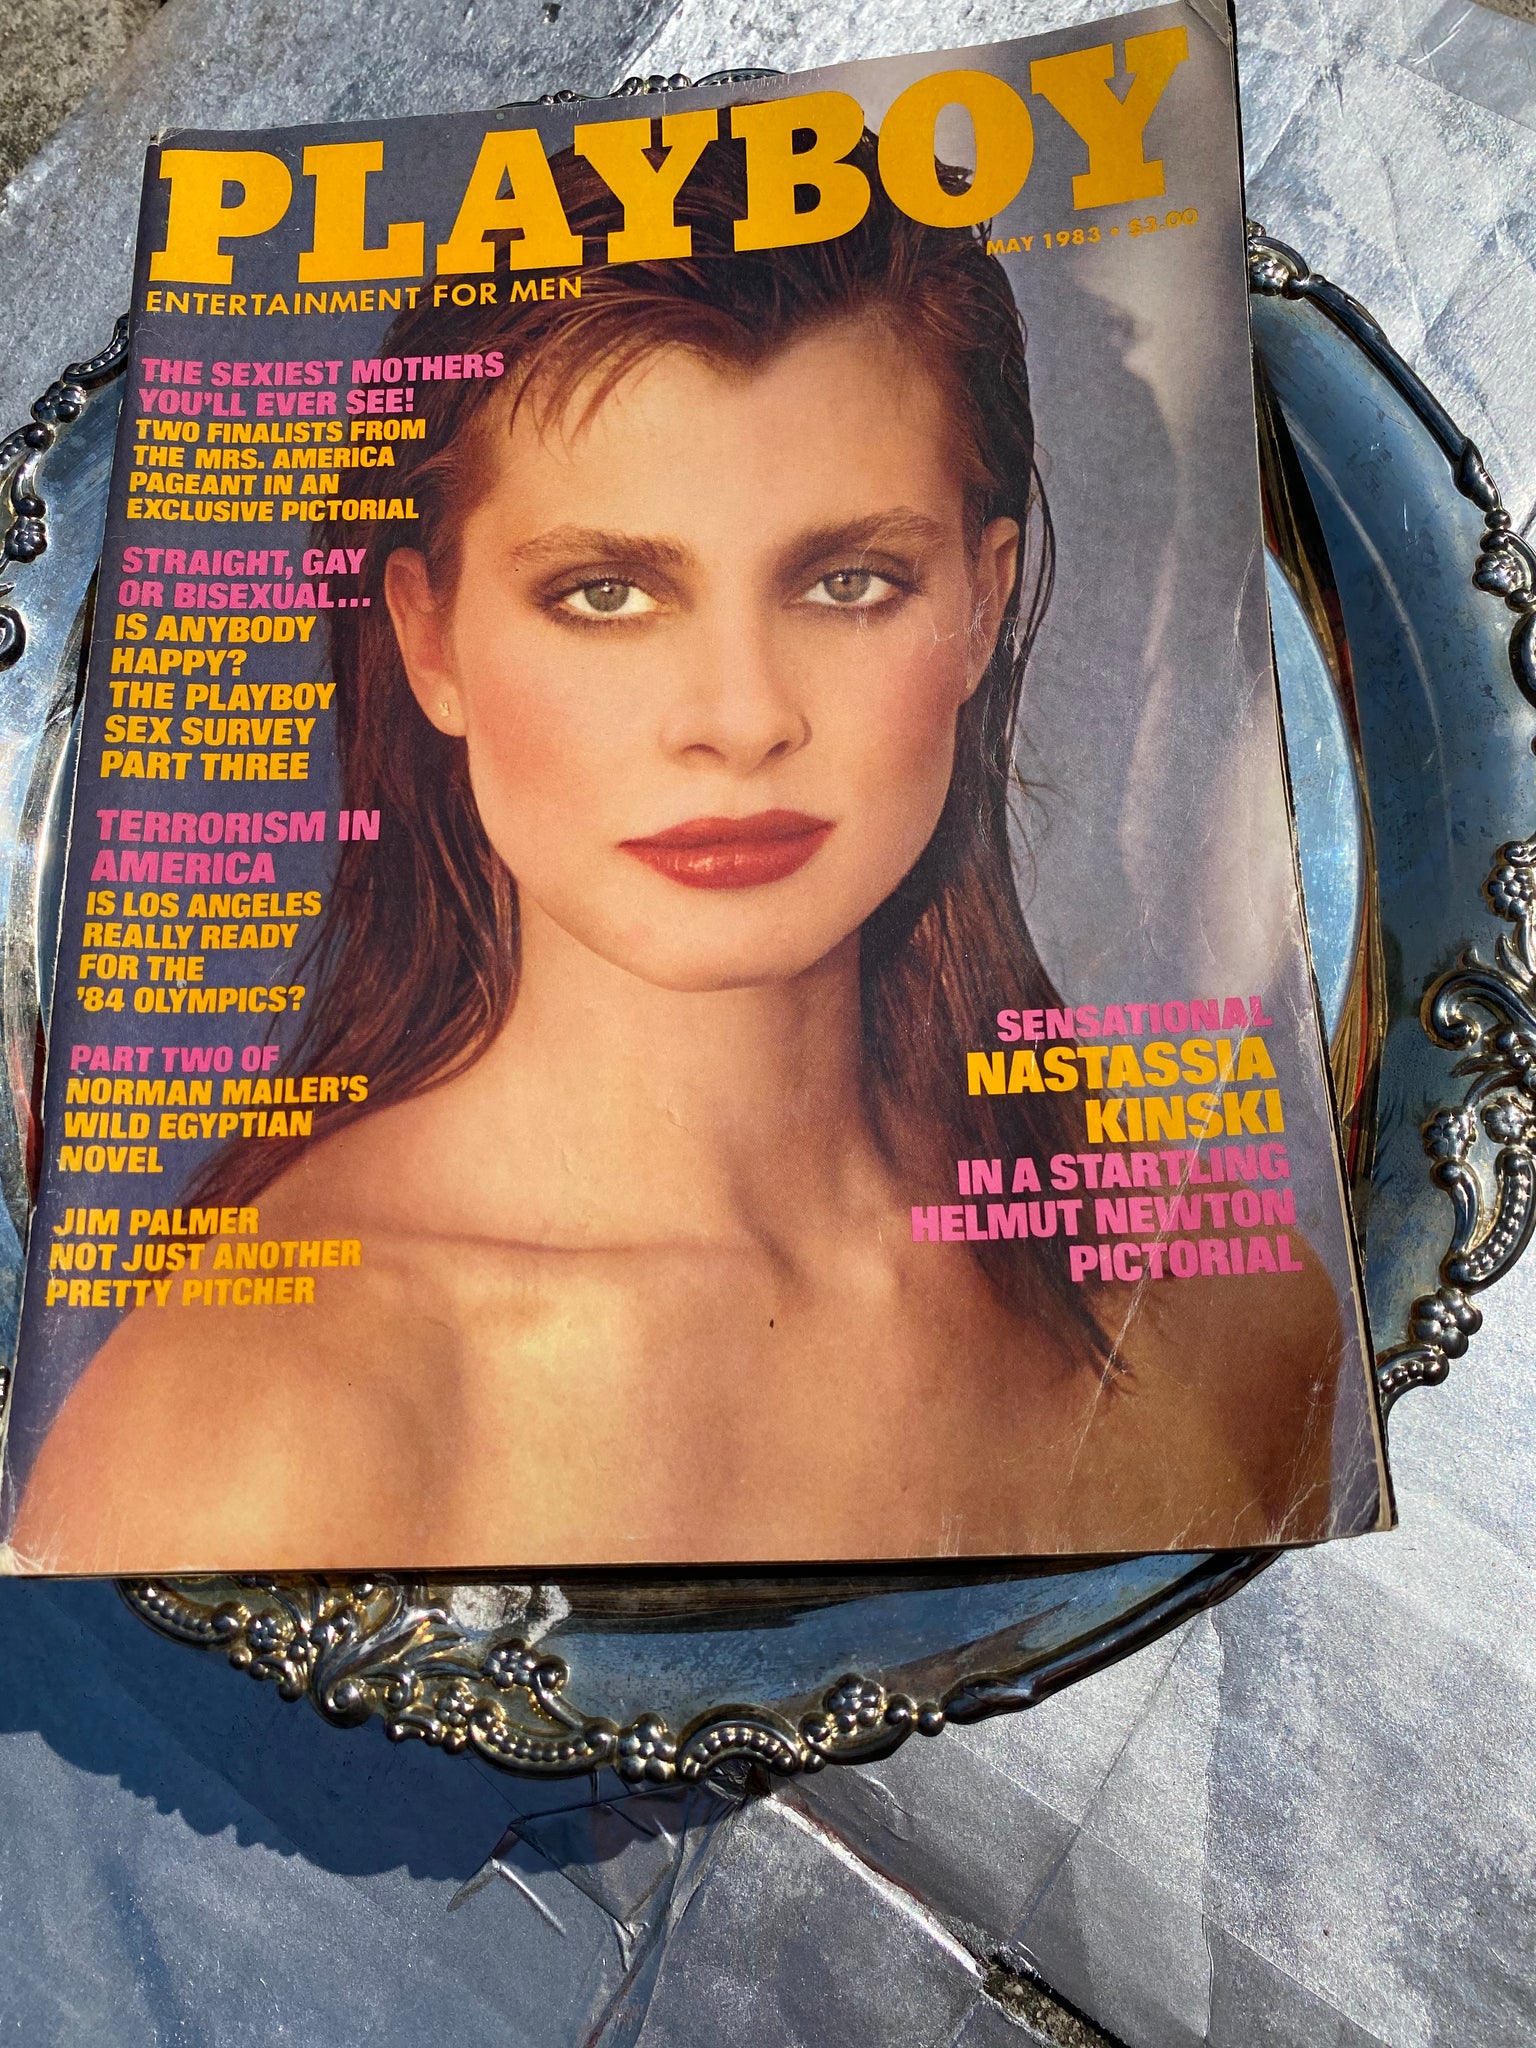 PLAYBOY
MAY 1983 • $3.00
ENTERTAINMENT FOR MEN
THE SEXIEST MOTHERS
YOU'LL EVER SEE!
TWO FINALISTS FROM
THE MRS. AMERICA
PAGEANT IN AN
EXCLUSIVE PICTORIAL
STRAIGHT, GAY
OR BISEXUAL...
IS ANYBODY
HAPPY?
THE PLAYBOY
SEX SURVEY
PART THREE
TERRORISM IN
AMERICA
IS LOS ANGELES
REALLY READY
FOR THE
'84 OLYMPICS?
PART TWO OF
NORMAN MAILER'S
WILD EGYPTIAN
NOVEL
JIM PALMER
NOT JUST ANOTHER
PRETTY PITCHER
SENSATIONAL
NASTASSIA
KINSKI
IN A STARTLING
HELMUT NEWTON
PICTORIAL